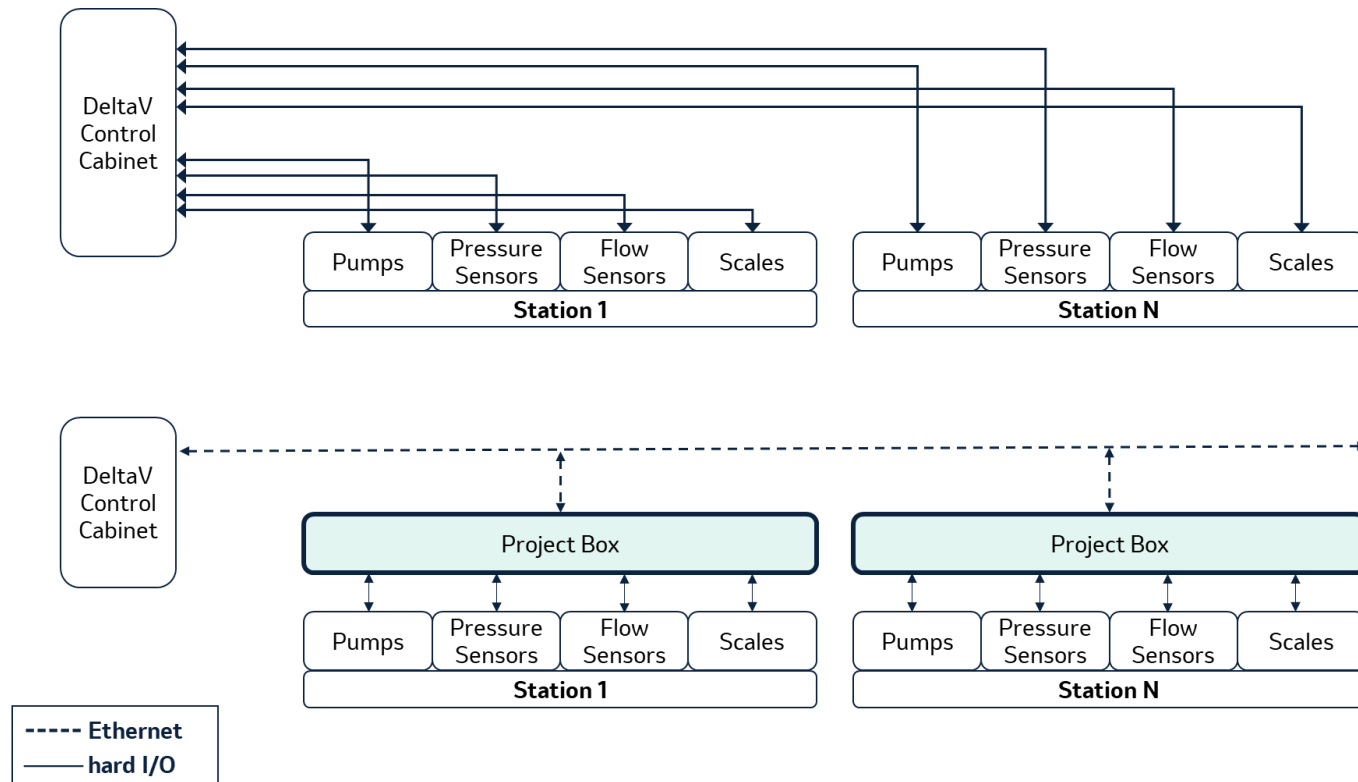 DeltaV
Control
Cabinet
Pumps
Pressure
Sensors
Flow
Sensors
Scales
Station 1
Pumps
Pressure
Sensors
Flow
Sensors
Scales
Station N
DeltaV
Control
Cabinet
Project Box
Project Box
Pumps
Pressure
Sensors
Flow
Sensors
Scales
Station 1
Pumps
Pressure
Sensors
Flow
Sensors
Scales
Station N
Ethernet
hard I/O